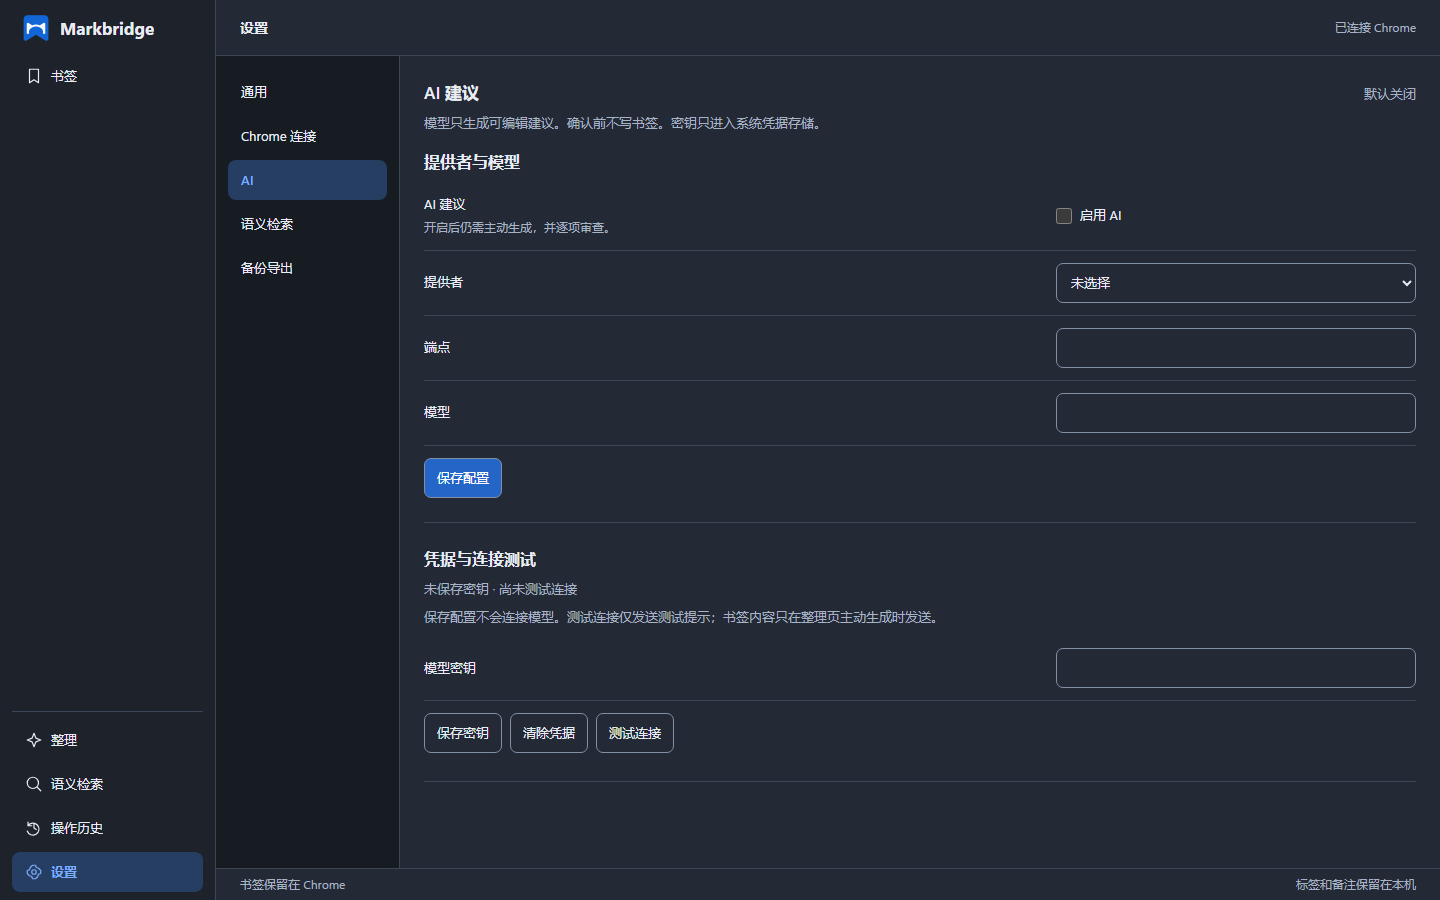 Markbridge
书签
整理
语义检索
操作历史
设置
设置
已连接 Chrome
通用
Chrome 连接
AI
语义检索
备份导出
AI 建议
默认关闭
模型只生成可编辑建议。确认前不写书签。密钥只进入系统凭据存储。
提供者与模型
AI 建议
开启后仍需主动生成，并逐项审查。
启用 AI
提供者
未选择
端点
模型
保存配置
凭据与连接测试
未保存密钥 · 尚未测试连接
保存配置不会连接模型。测试连接仅发送测试提示；书签内容只在整理页主动生成时发送。
模型密钥
保存密钥
清除凭据
测试连接
书签保留在 Chrome
标签和备注保留在本机